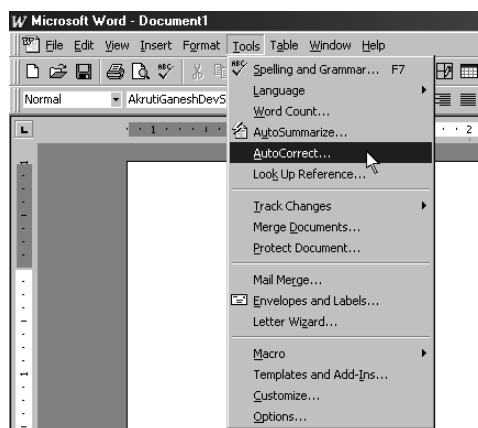 Microsoft Word - Document1
File Edit View Insert Format Tools Table Window Help
Spelling and Grammar... F7
Normal AkrutiGaneshDevS
Language
Word Count...
AutoSummarize...
· 1 · 2
AutoCorrect...
Look Up Reference...
Track Changes
Merge Documents...
Protect Document...
Mail Merge...
Envelopes and Labels...
Letter Wizard...
Macro
Templates and Add-Ins...
Customize...
Options...